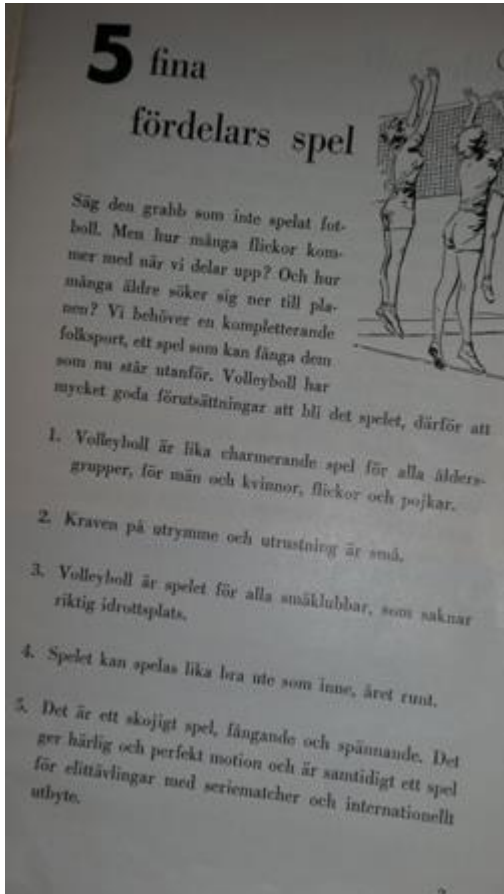 5 fina
fördelars spel
Säg den grabb som inte spelat fot-
boll. Men hur många flickor kom-
mer med när vi delar upp? Och hur
många äldre söker sig ner till pla-
nen? Vi behöver en kompletterande
folksport, ett spel som kan fånga dem
som nu står utanför. Volleyboll har
mycket goda förutsättningar att bli det spelet, därför att
1. Volleyboll är lika charmerande spel för alla ålders-
grupper, för män och kvinnor, flickor och pojkar.
2. Kraven på utrymme och utrustning är små.
3. Volleyboll är spelet för alla småklubbar, som saknar
riktig idrottsplats.
4. Spelet kan spelas lika bra ute som inne, året runt.
5. Det är ett skojigt spel, fångande och spännande. Det
ger härlig och perfekt motion och är samtidigt ett spel
för elittävlingar med seriematcher och internationellt
utbyte.